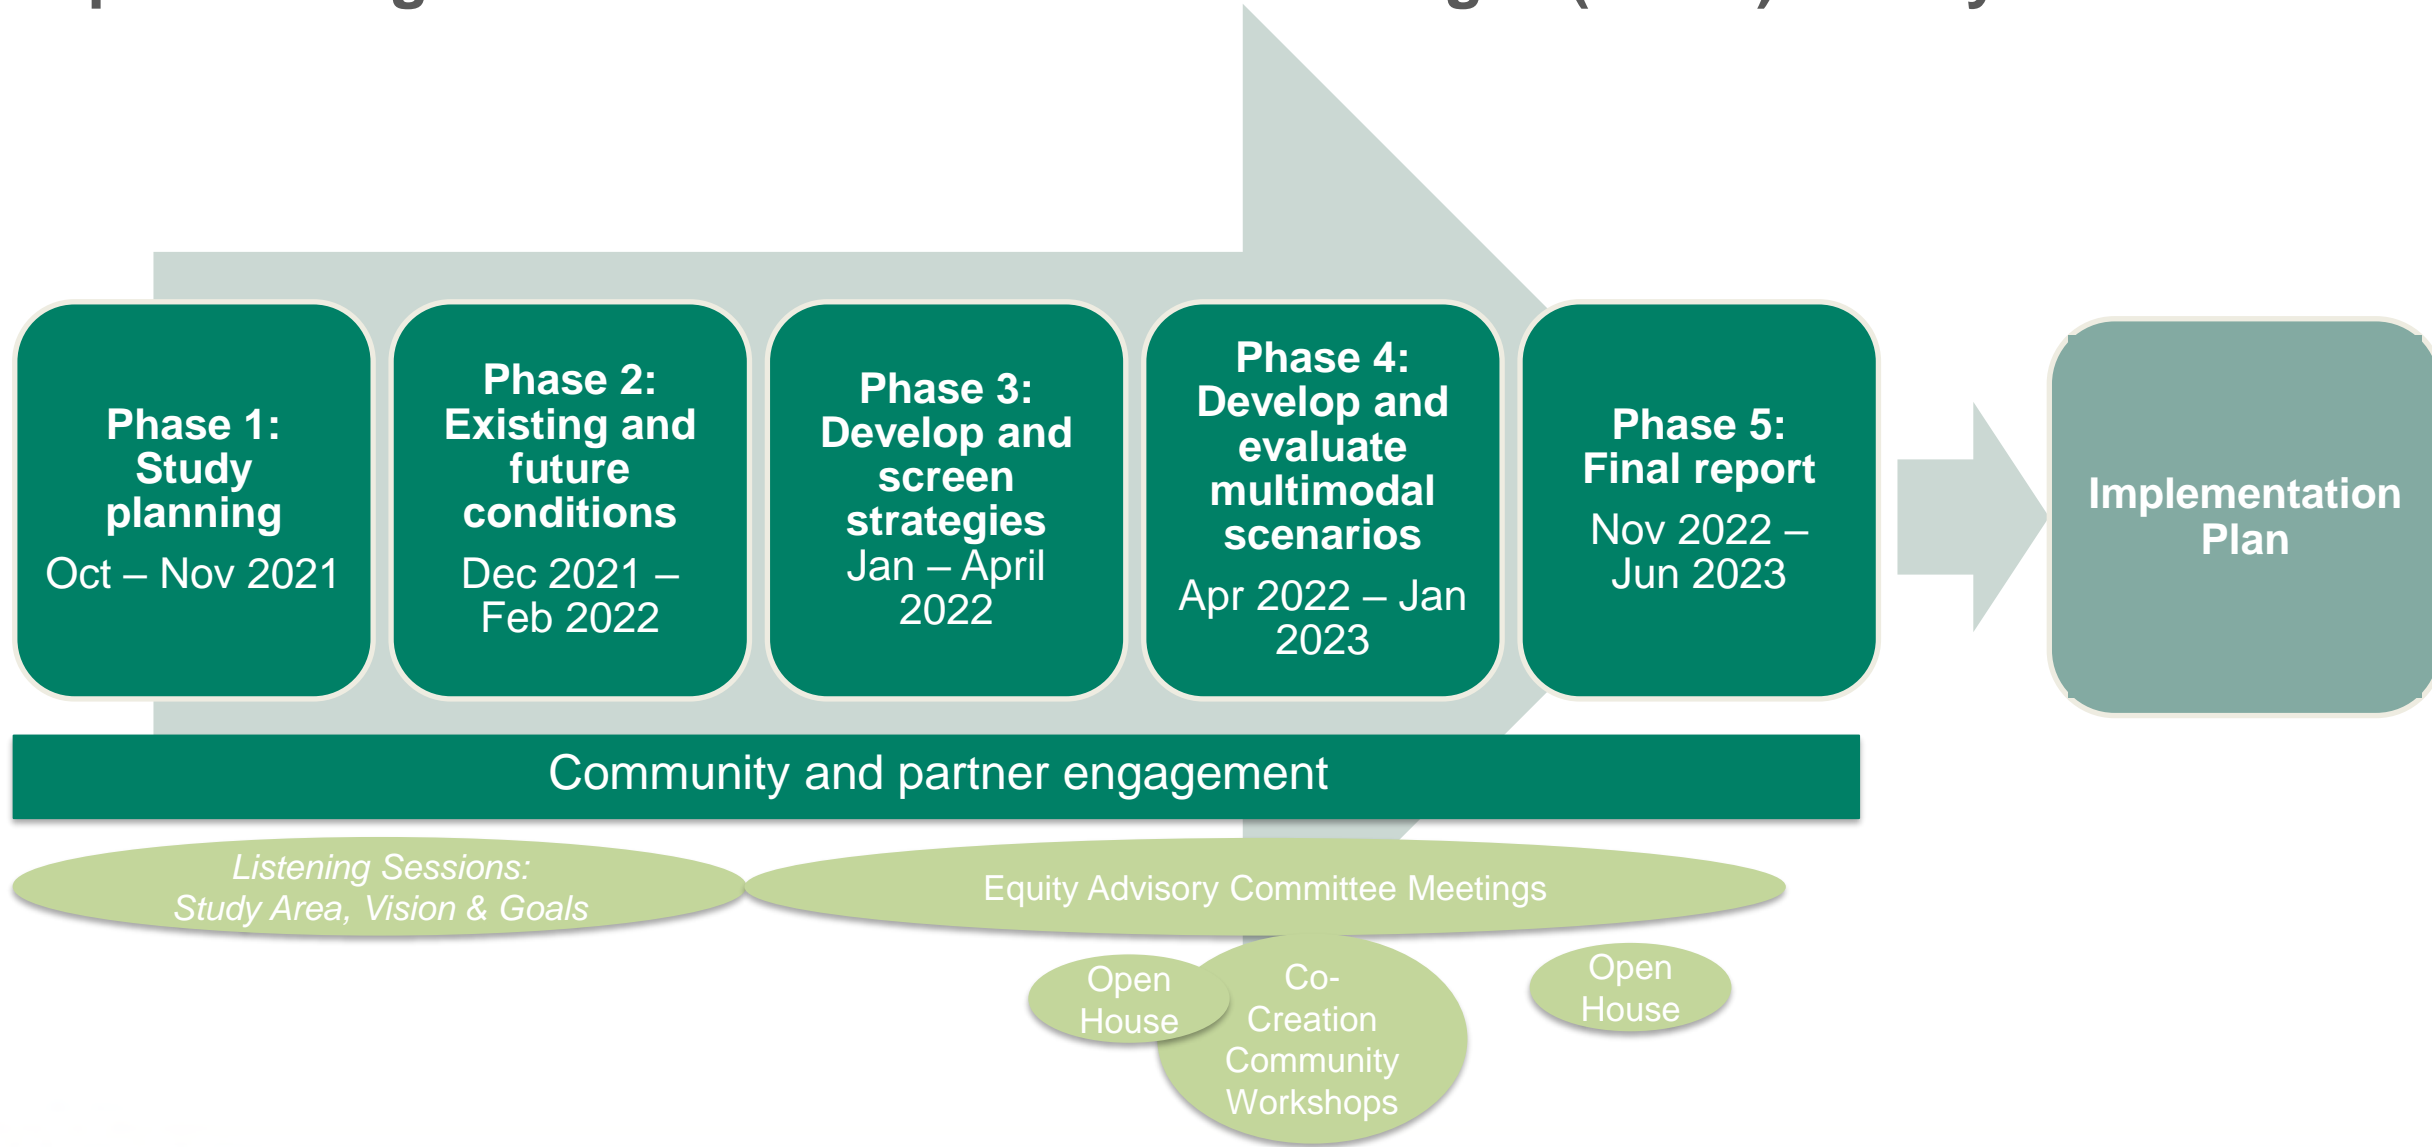 Phase 1:
Study
planning
Oct – Nov 2021
Phase 2:
Existing and
future
conditions
Dec 2021 –
Feb 2022
Phase 3:
Develop and
screen
strategies
Jan – April
2022
Phase 4:
Develop and
evaluate
multimodal
scenarios
Apr 2022 – Jan
2023
Phase 5:
Final report
Nov 2022 –
Jun 2023
Implementation
Plan
Community and partner engagement
Listening Sessions:
Study Area, Vision & Goals
Equity Advisory Committee Meetings
Open
House
Co-
Creation
Community
Workshops
Open
House